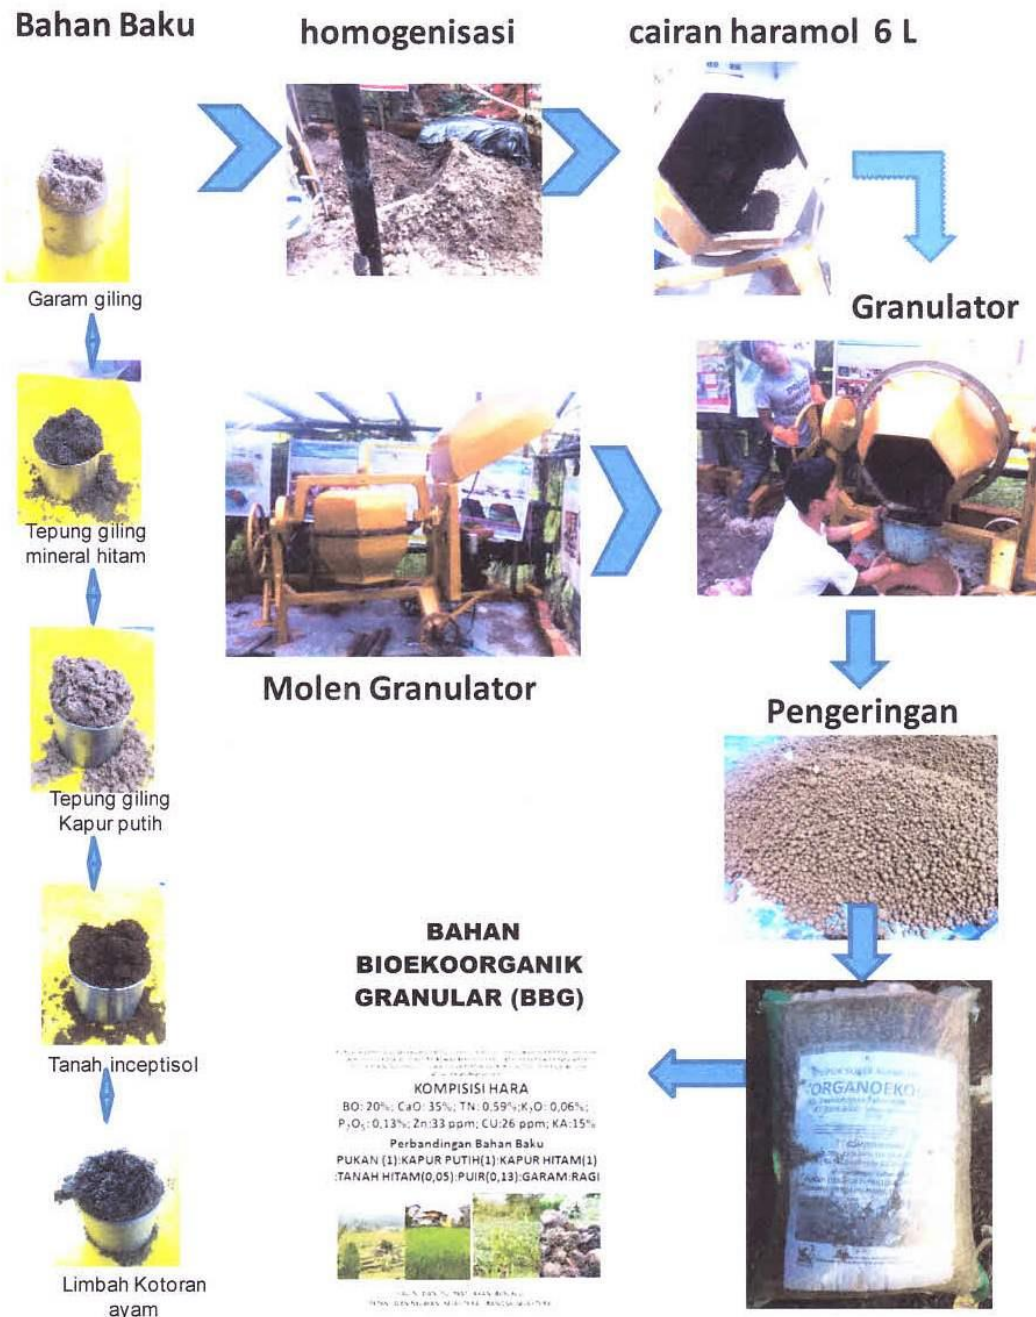 Bahan Baku
homogenisasi
cairan haramol 6 L
Garam giling
Granulator
Tepung giling
mineral hitam
Molen Granulator
Tepung giling
Kapur putih
Pengeringan
Tanah inceptisol
BAHAN
BIOEKOORGANIK
GRANULAR (BBG)
KOMPISISI HARA
BO: 20%; CaO: 35%; TN: 0,59%;K₂O: 0,06%;
P₂O₅: 0,13%; Zn:33 ppm; CU:26 ppm; KA:15%
Perbandingan Bahan Baku
PUKAN (1):KAPUR PUTIH(1):KAPUR HITAM(1)
:TANAH HITAM(0,05):PUIR(0,13):GARAM:RAGI
ORGANOEKO
Limbah Kotoran
ayam